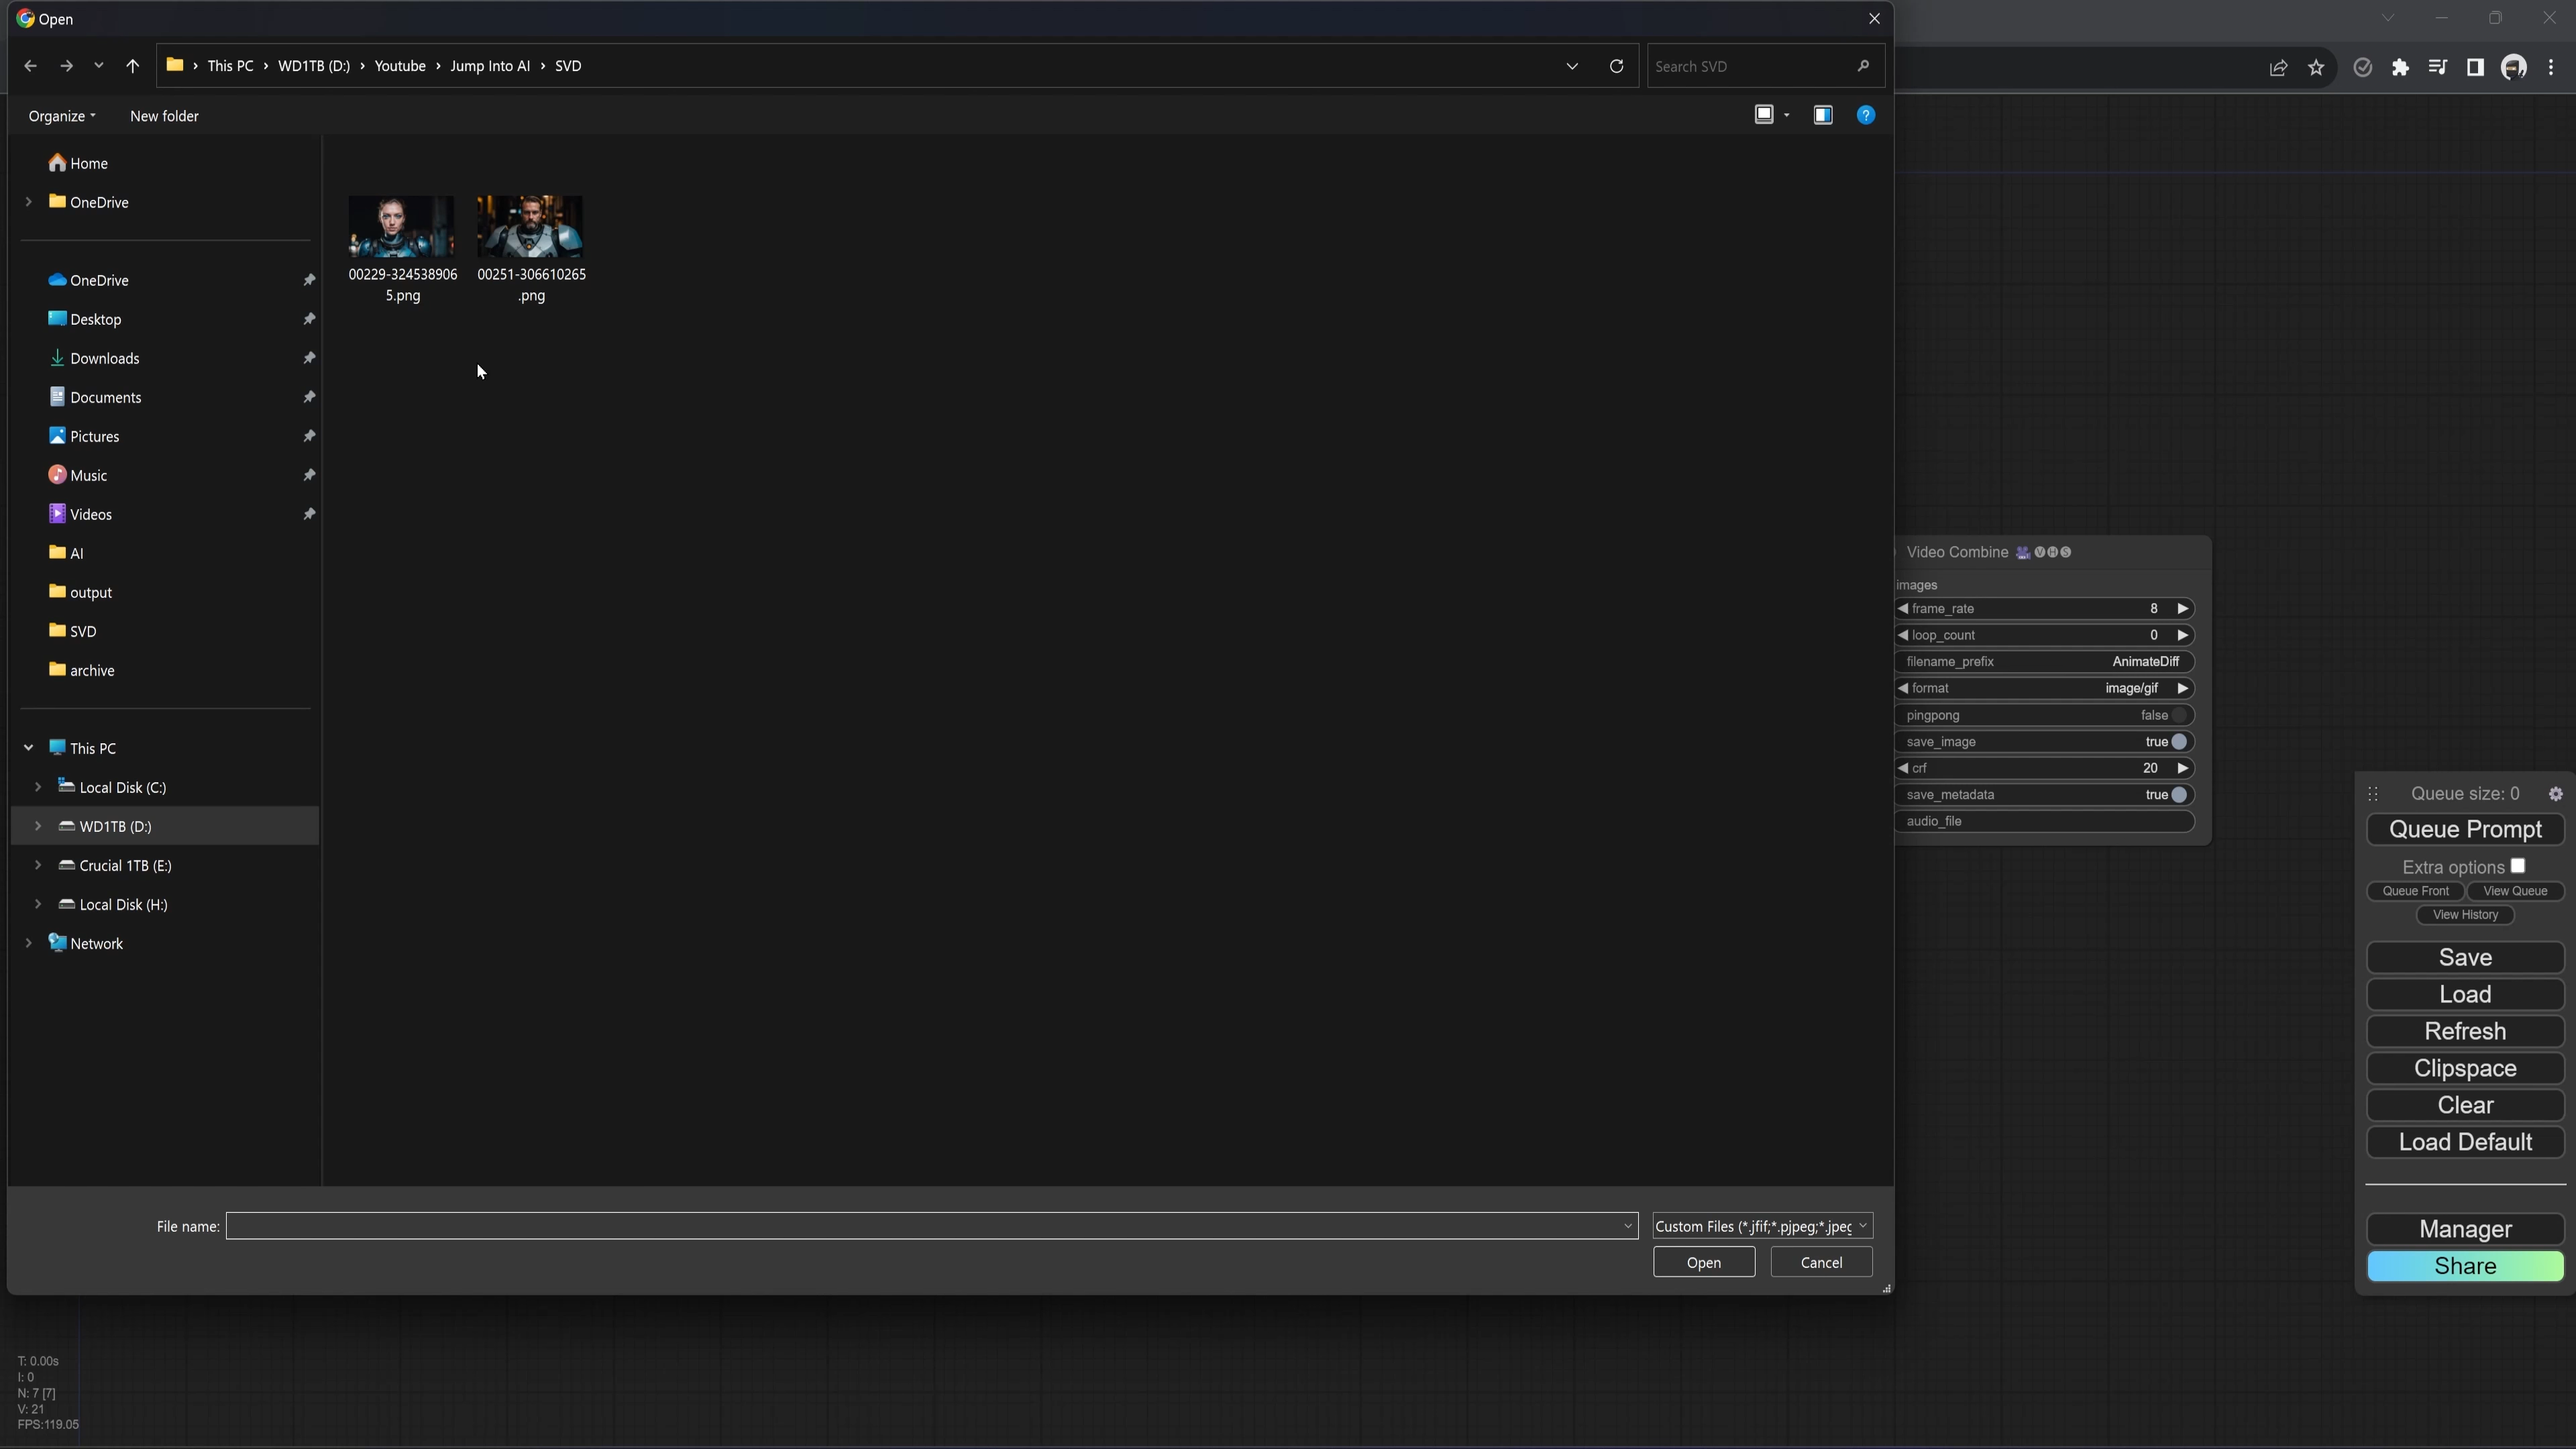 Open
This PC > WD1TB (D:) > Youtube > Jump Into AI > SVD
Search SVD
Organize
New folder
Home
OneDrive
OneDrive
Desktop
Downloads
Documents
Pictures
Music
Videos
AI
output
SVD
archive
This PC
Local Disk (C:)
WD1TB (D:)
Crucial 1TB (E:)
Local Disk (H:)
Network
00229-324538906
5.png
00251-306610265
.png
File name:
Custom Files (*.jfif;*.pjpeg;*.jpeg
Open
Cancel
Video Combine VHS
images
frame_rate 8
loop_count 0
filename_prefix AnimateDiff
format image/gif
pingpong false
save_image true
crf 20
save_metadata true
audio_file
Queue size: 0
Queue Prompt
Extra options
Queue Front
View Queue
View History
Save
Load
Refresh
Clipspace
Clear
Load Default
Manager
Share
T: 0.00s
I: 0
N: 7 [7]
V: 21
FPS:119.05